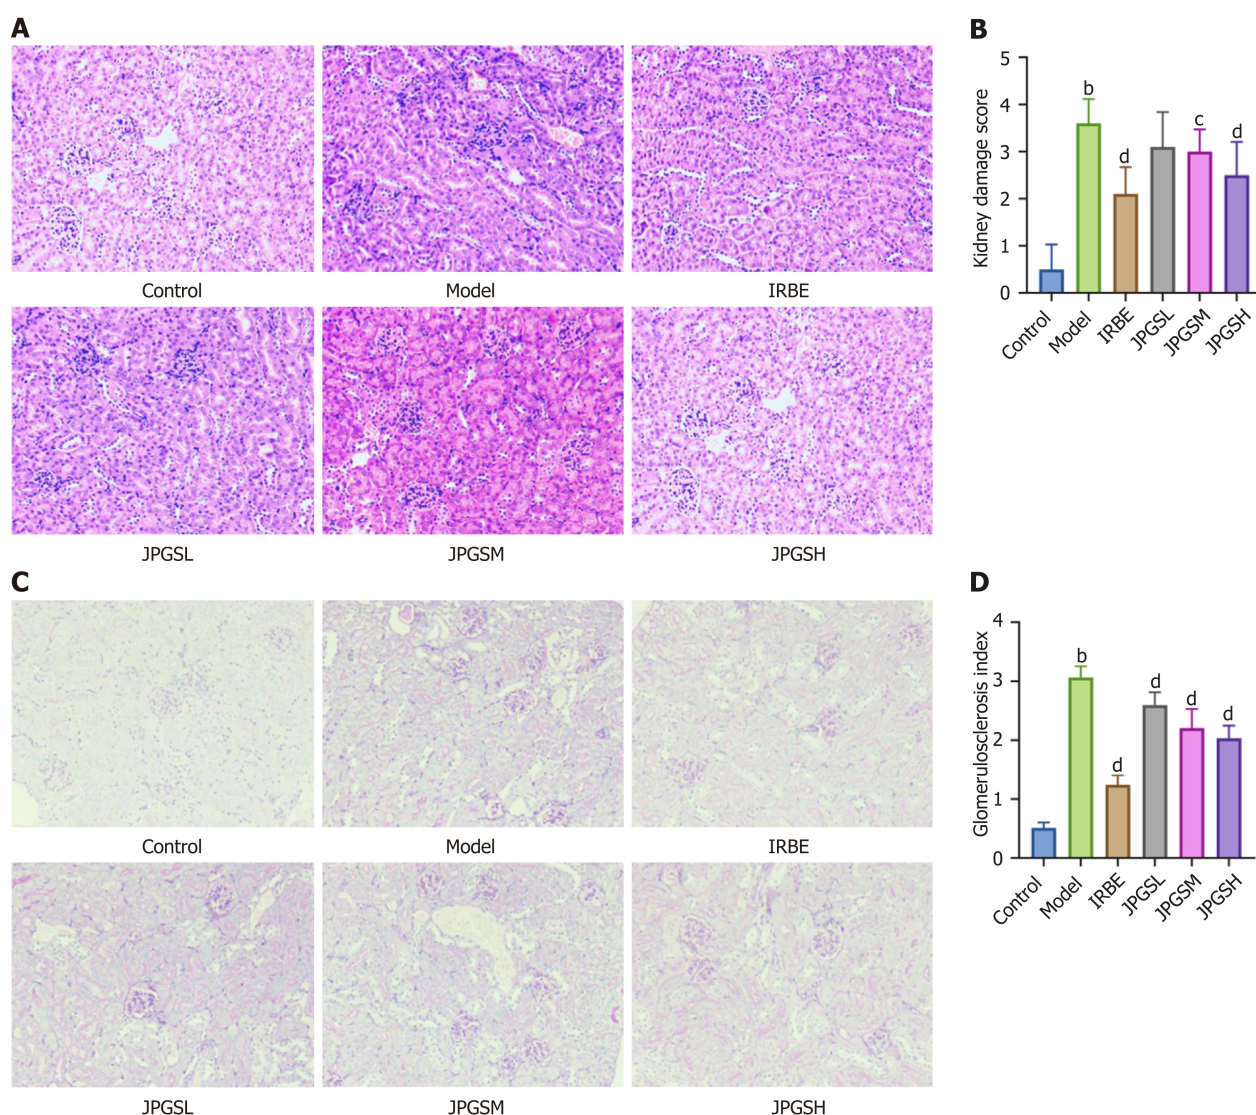 A
Control
Model
IRBE
JPGSL
JPGSM
JPGSH
B
Kidney damage score
5
4
3
2
1
0
b
d
c
d
Control
Model
IRBE
JPGSL
JPGSM
JPGSH
C
Control
Model
IRBE
JPGSL
JPGSM
JPGSH
D
Glomerulosclerosis index
4
3
2
1
0
b
d
d
d
d
Control
Model
IRBE
JPGSL
JPGSM
JPGSH